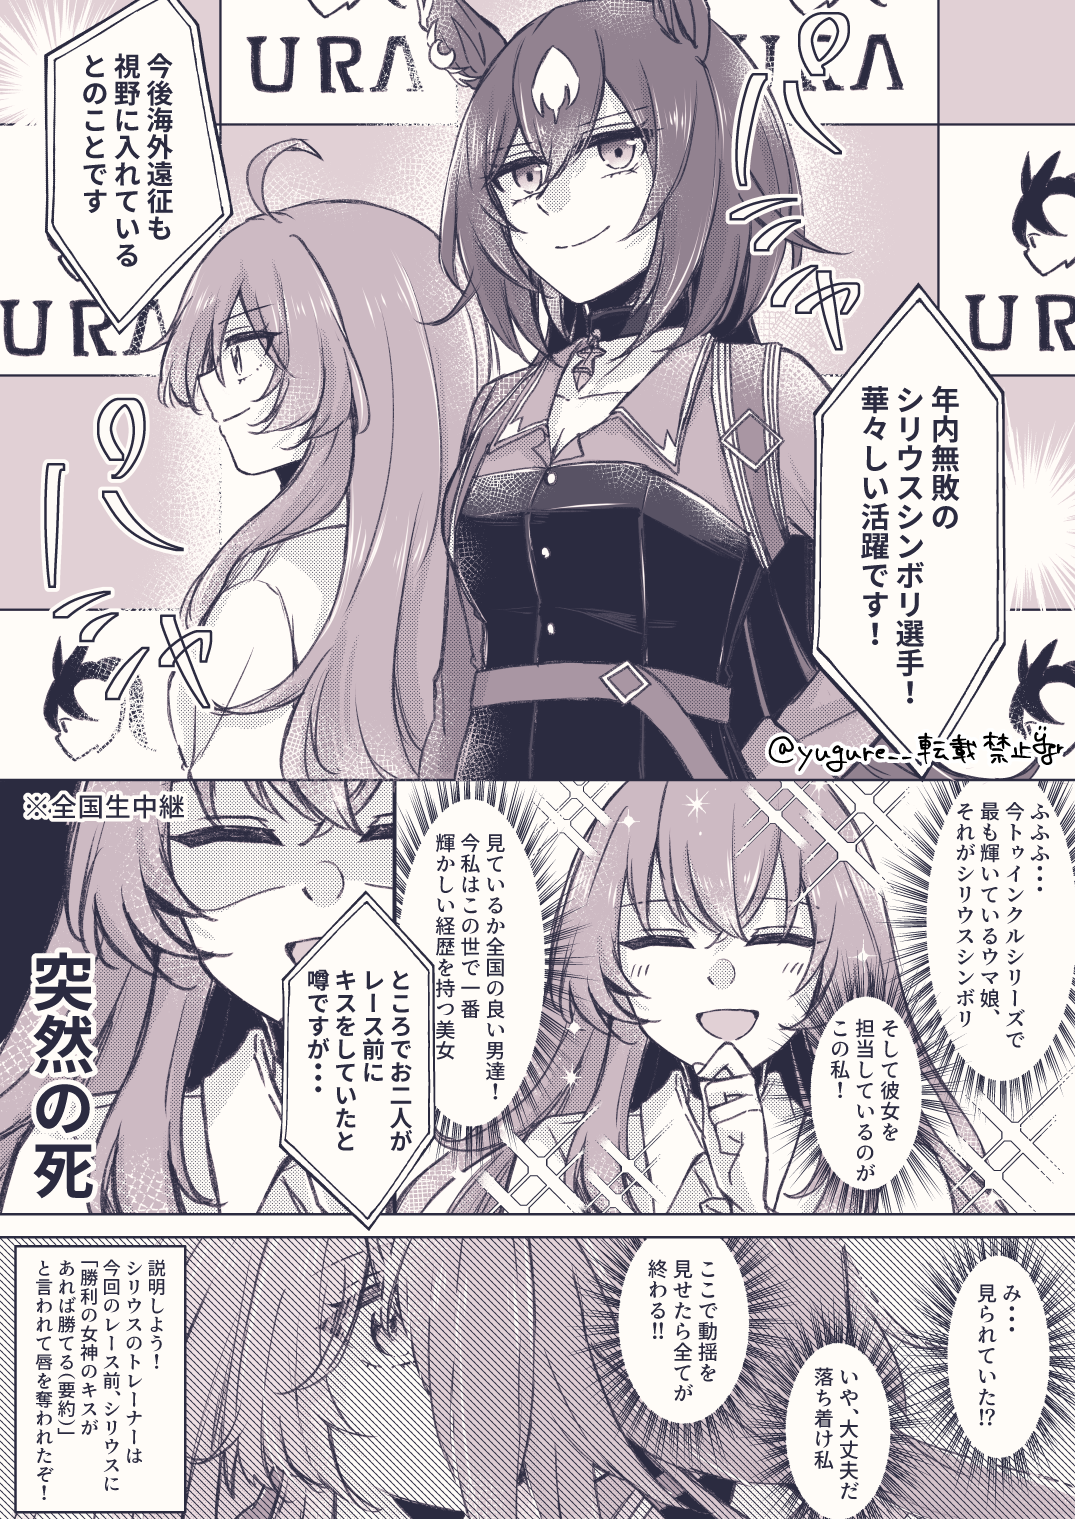 URA
URA
URA
URA
今後海外遠征も
視野に入れている
とのことです
キャーッ
キャーッ
年内無敗の
シリウスシンボリ選手！
華々しい活躍です！
@yugure__転載禁止
ふふふ・・・
今トゥインクルシリーズで
最も輝いているウマ娘、
それがシリウスシンボリ
そして彼女を
担当しているのが
この私！
見ているか全国の良い男達！
今私はこの世で一番
輝かしい経歴を持つ美女
ところでお二人が
レース前に
キスをしていたと
噂ですが・・・
※全国生中継
突然の死
み・・・
見られていた!?
いや、大丈夫だ
落ち着け私
ここで動揺を
見せたら全てが
終わる!!
説明しよう！
シリウスのトレーナーは
今回のレース前、シリウスに
「勝利の女神のキスが
あれば勝てる(要約)」
と言われて唇を奪われたぞ！